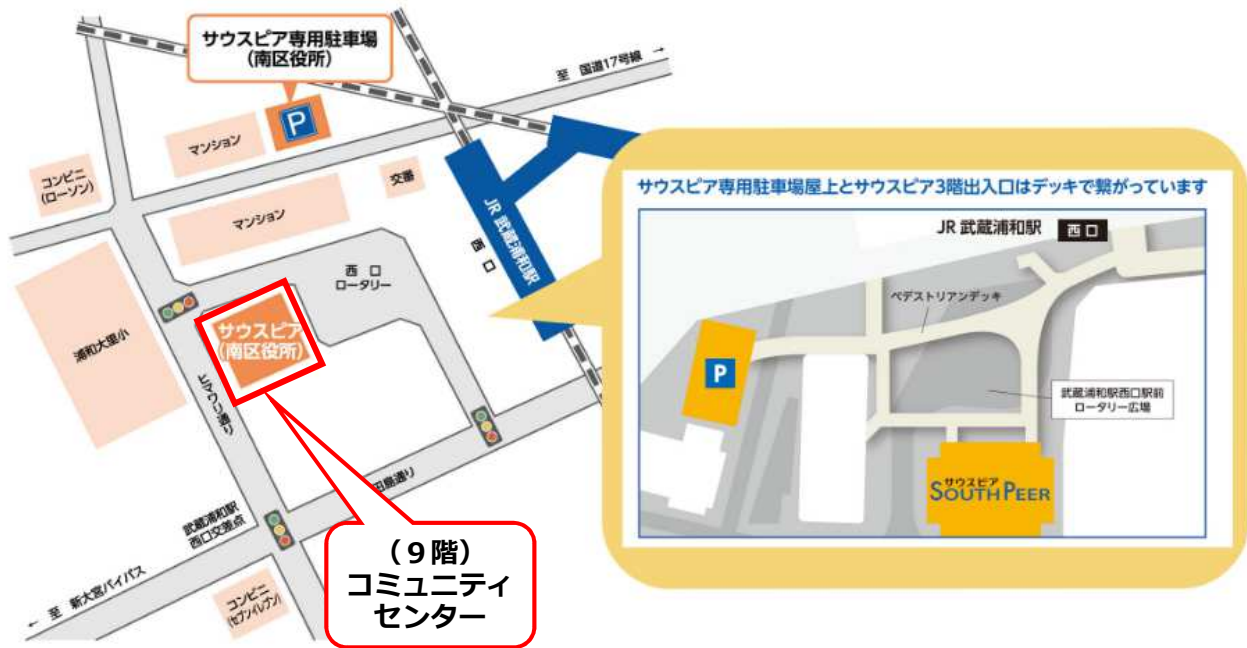 サウスピア専用駐車場
(南区役所)
至 国道17号線 →
P
マンション
コンビニ
(ローソン)
交番
マンション
JR 武蔵浦和駅
西口
西 口
ロータリー
浦和大里小
サウスピア
(南区役所)
ヒマワリ通り
田島通り
武蔵浦和駅
西口交差点
← 至 新大宮バイパス
コンビニ
(セブンイレブン)
(9階)
コミュニティ
センター
サウスピア専用駐車場屋上とサウスピア3階出入口はデッキで繋がっています
JR 武蔵浦和駅 西口
ペデストリアンデッキ
P
武蔵浦和駅西口駅前
ロータリー広場
サウスピア
SOUTH PEER